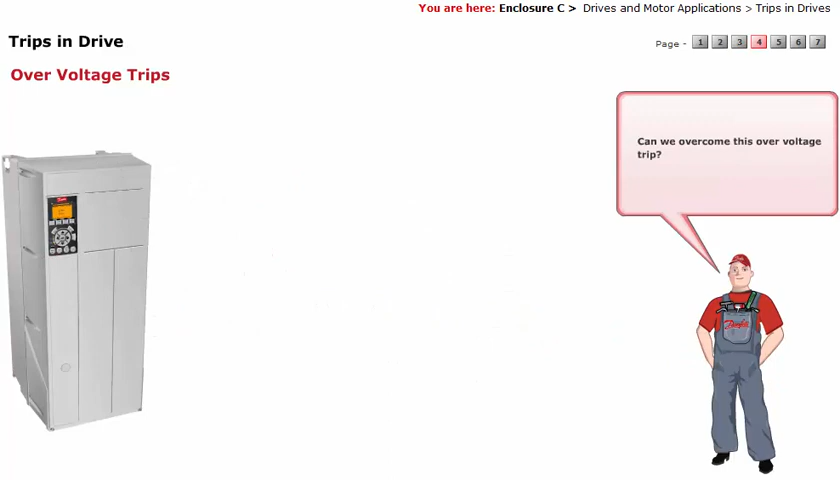 You are here: Enclosure C > Drives and Motor Applications > Trips in Drives
Trips in Drive
Page - 1 2 3 4 5 6 7
Over Voltage Trips
Can we overcome this over voltage
trip?
Danfoss